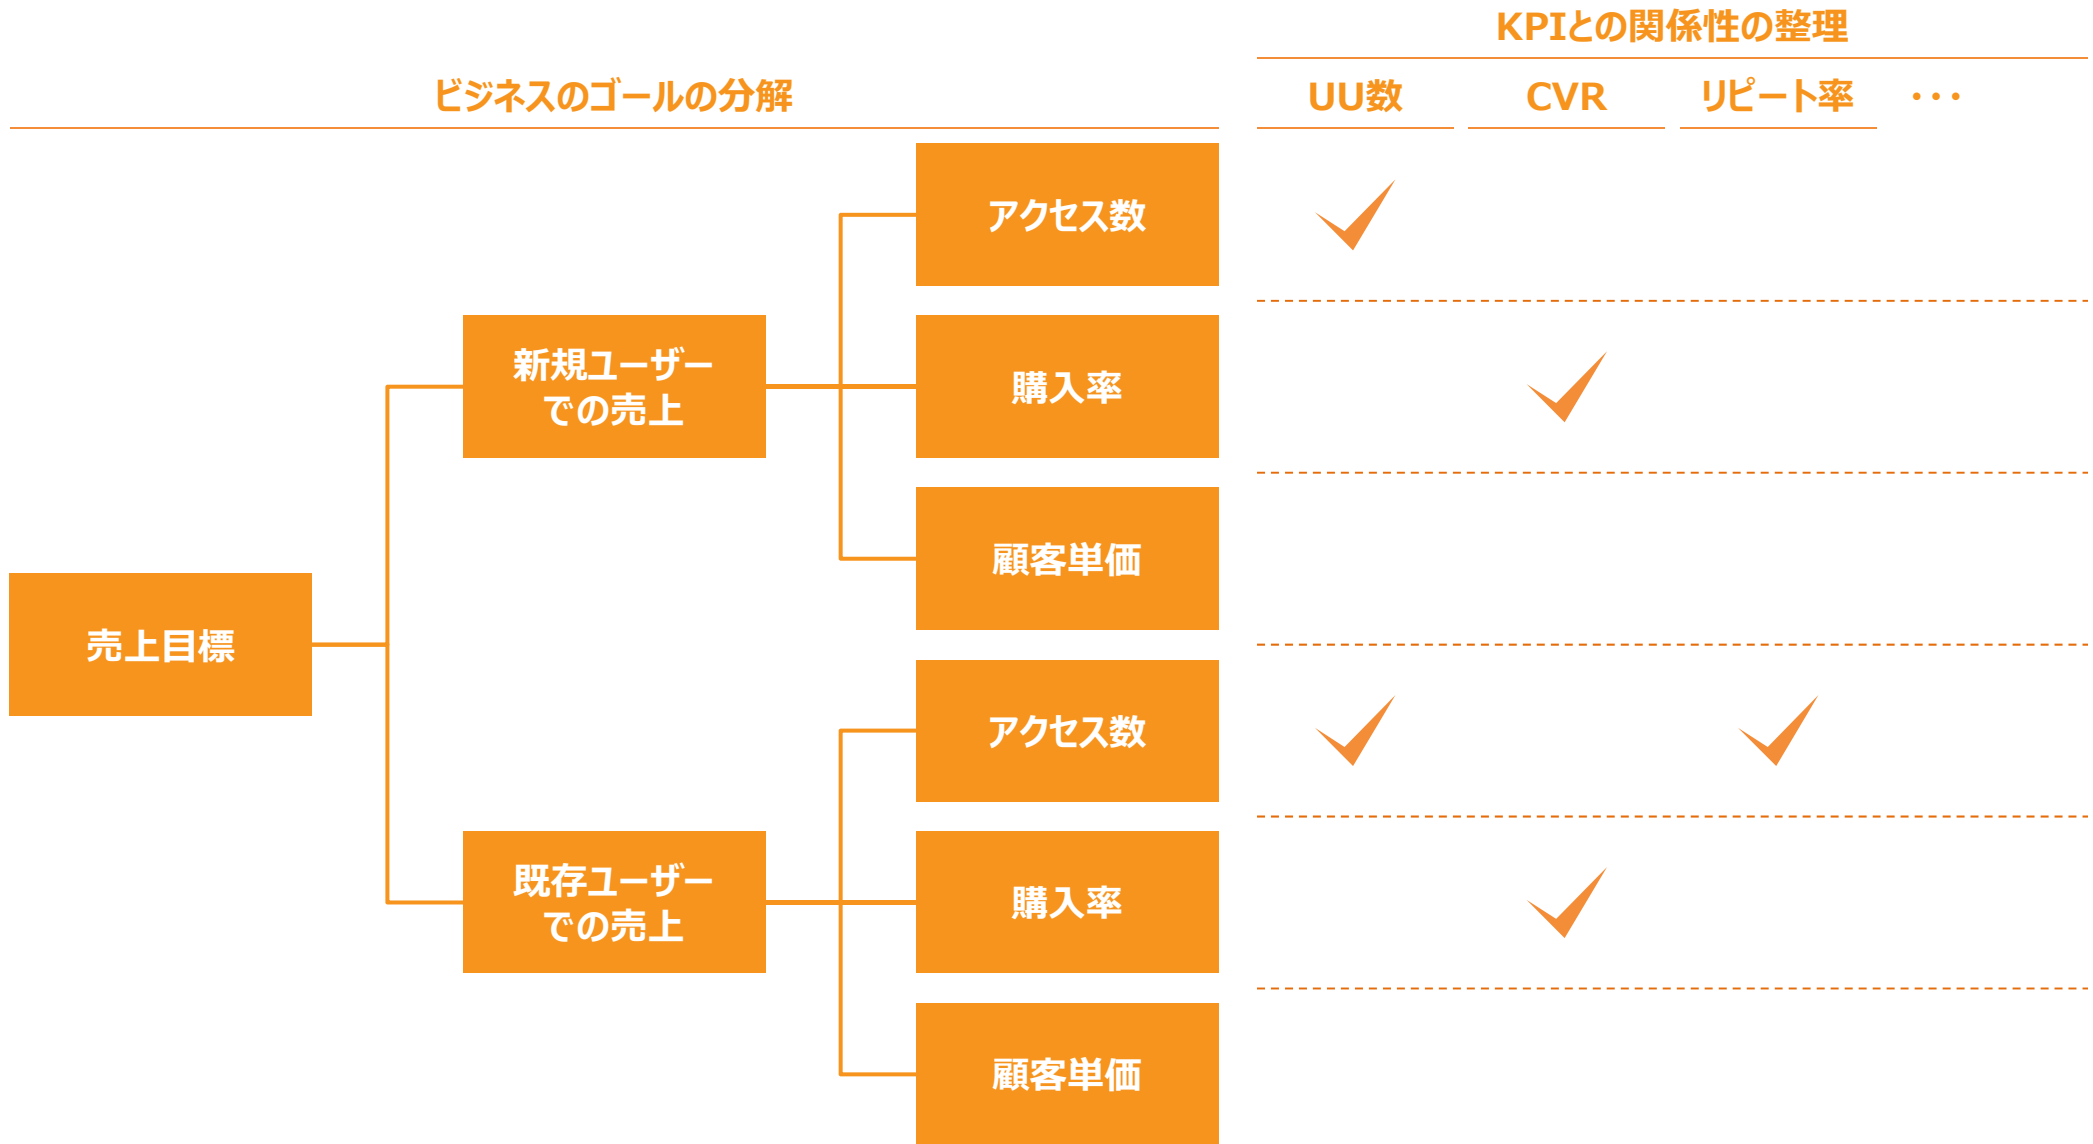 KPIとの関係性の整理
ビジネスのゴールの分解
UU数
CVR
リピート率
・・・
アクセス数
新規ユーザー
での売上
購入率
顧客単価
売上目標
アクセス数
既存ユーザー
での売上
購入率
顧客単価